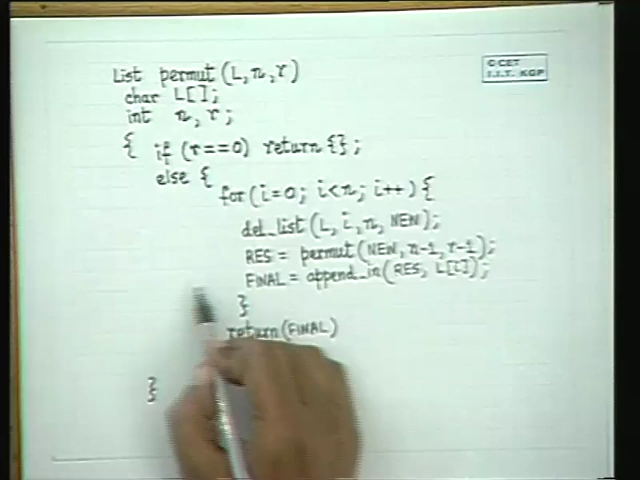 List permut (L,n,r)
© CET
I.I.T. KGP
char L[];
int n,r;
{ if (r==0) return {};
else {
for (i=0; i<n; i++) {
del_list (L, i, n, NEW);
RES = permut (NEW, n-1, r-1);
FINAL = append_in (RES, L[i]);
}
return (FINAL)
}